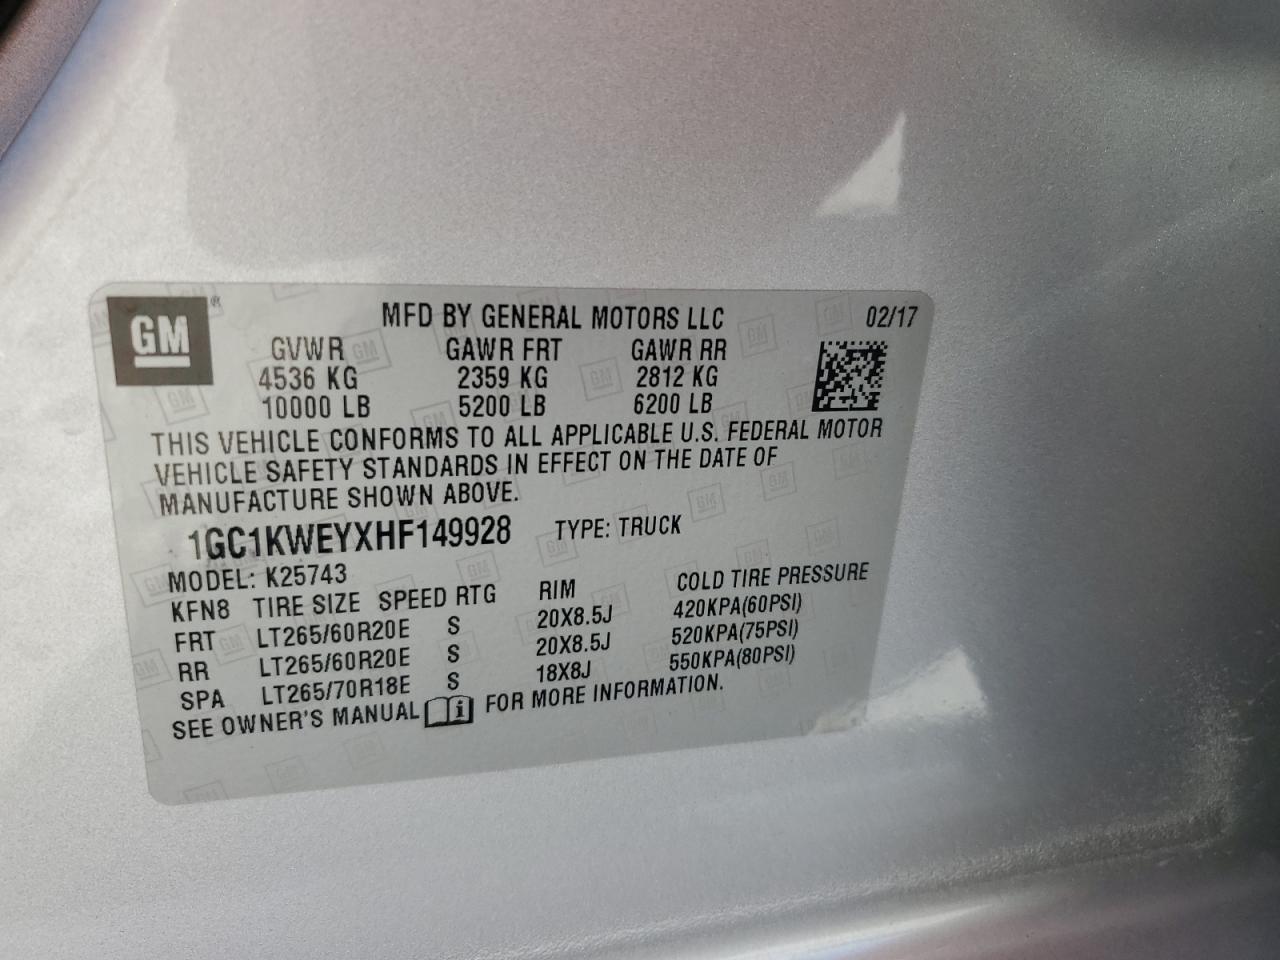 GM ®
MFD BY GENERAL MOTORS LLC 02/17
GVWR GAWR FRT GAWR RR
4536 KG 2359 KG 2812 KG
10000 LB 5200 LB 6200 LB
THIS VEHICLE CONFORMS TO ALL APPLICABLE U.S. FEDERAL MOTOR
VEHICLE SAFETY STANDARDS IN EFFECT ON THE DATE OF
MANUFACTURE SHOWN ABOVE.
1GC1KWEYXHF149928 TYPE: TRUCK
MODEL: K25743
KFN8 TIRE SIZE SPEED RTG RIM COLD TIRE PRESSURE
FRT LT265/60R20E S 20X8.5J 420KPA(60PSI)
RR LT265/60R20E S 20X8.5J 520KPA(75PSI)
SPA LT265/70R18E S 18X8J 550KPA(80PSI)
SEE OWNER'S MANUAL i FOR MORE INFORMATION.